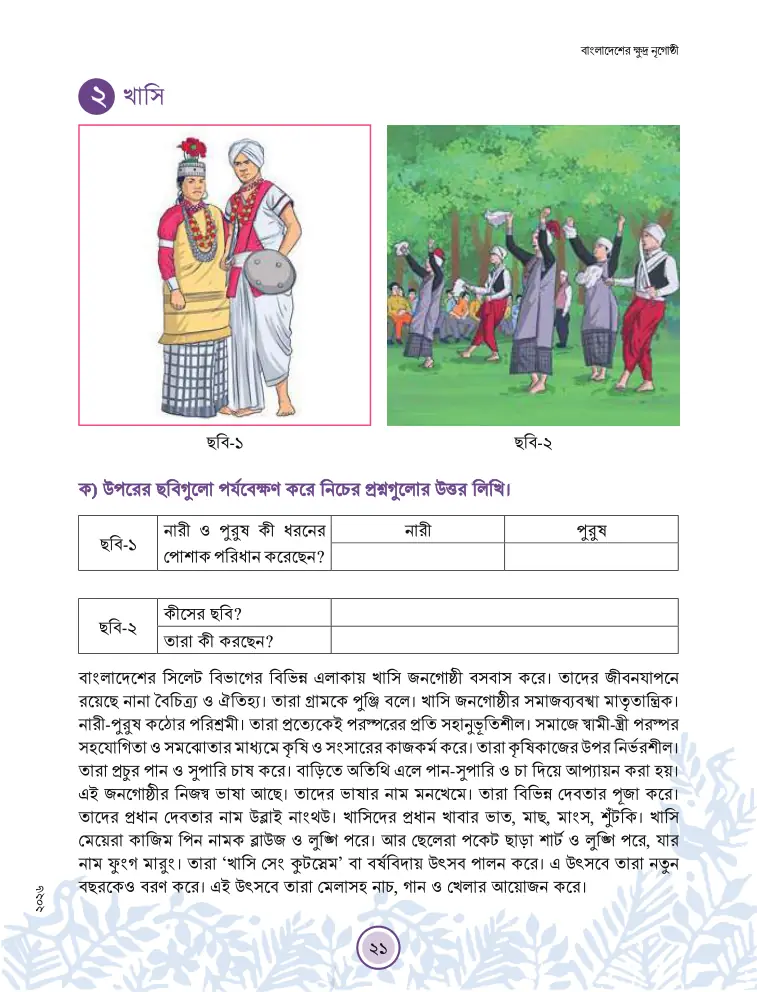 বাংলাদেশের ক্ষুদ্র নৃগোষ্ঠী
২ খাসি
ছবি-১
ছবি-২
ক) উপরের ছবিগুলো পর্যবেক্ষণ করে নিচের প্রশ্নগুলোর উত্তর লিখি।
ছবি-১
নারী ও পুরুষ কী ধরনের
পোশাক পরিধান করেছেন?
নারী
পুরুষ
ছবি-২
কীসের ছবি?
তারা কী করছেন?
বাংলাদেশের সিলেট বিভাগের বিভিন্ন এলাকায় খাসি জনগোষ্ঠী বসবাস করে। তাদের জীবনযাপনে
রয়েছে নানা বৈচিত্র্য ও ঐতিহ্য। তারা গ্রামকে পুঞ্জি বলে। খাসি জনগোষ্ঠীর সমাজব্যবস্থা মাতৃতান্ত্রিক।
নারী-পুরুষ কঠোর পরিশ্রমী। তারা প্রত্যেকেই পরস্পরের প্রতি সহানুভূতিশীল। সমাজে স্বামী-স্ত্রী পরস্পর
সহযোগিতা ও সমঝোতার মাধ্যমে কৃষি ও সংসারের কাজকর্ম করে। তারা কৃষিকাজের উপর নির্ভরশীল।
তারা প্রচুর পান ও সুপারি চাষ করে। বাড়িতে অতিথি এলে পান-সুপারি ও চা দিয়ে আপ্যায়ন করা হয়।
এই জনগোষ্ঠীর নিজস্ব ভাষা আছে। তাদের ভাষার নাম মনখেমে। তারা বিভিন্ন দেবতার পূজা করে।
তাদের প্রধান দেবতার নাম উব্লাই নাংথউ। খাসিদের প্রধান খাবার ভাত, মাছ, মাংস, শুঁটকি। খাসি
মেয়েরা কাজিম পিন নামক ব্লাউজ ও লুঙ্গি পরে। আর ছেলেরা পকেট ছাড়া শার্ট ও লুঙ্গি পরে, যার
নাম ফুংগ মারুং। তারা ‘খাসি সেং কুটস্নেম’ বা বর্ষবিদায় উৎসব পালন করে। এ উৎসবে তারা নতুন
বছরকেও বরণ করে। এই উৎসবে তারা মেলাসহ নাচ, গান ও খেলার আয়োজন করে।
২০২৬
২১